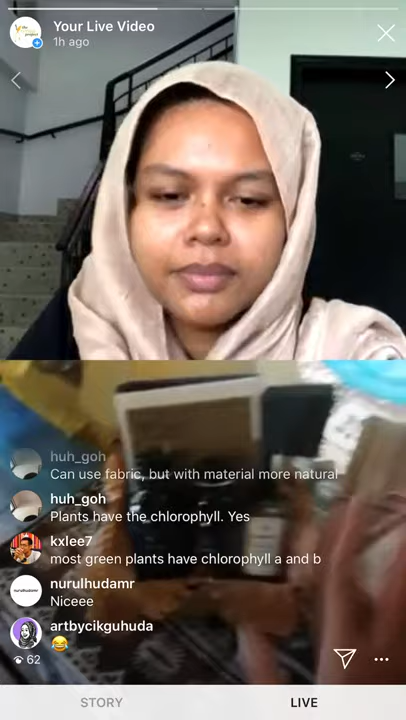 Your Live Video
1h ago
huh_goh
Can use fabric, but with material more natural
huh_goh
Plants have the chlorophyll. Yes
kxlee7
most green plants have chlorophyll a and b
nurulhudamr
Niceee
artbycikguhuda
😂
62
STORY
LIVE